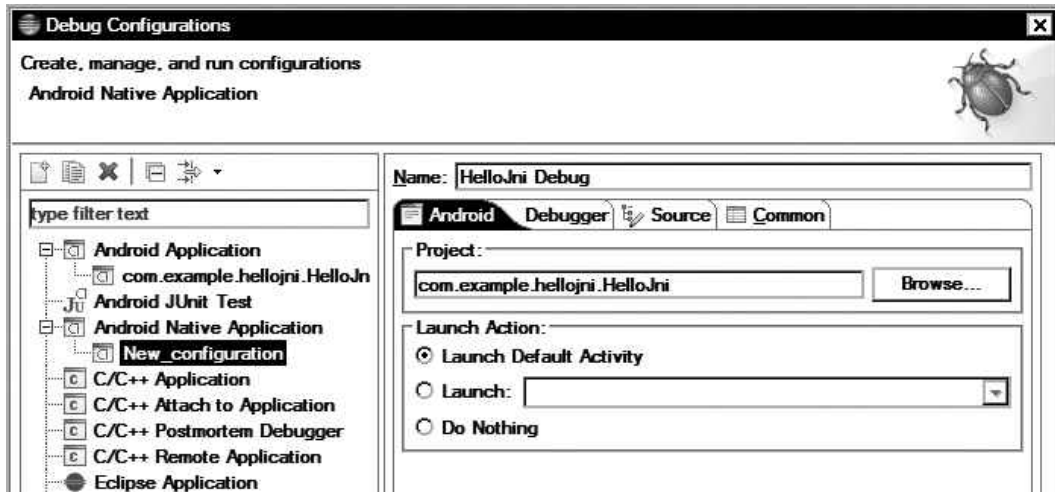 Debug Configurations
Create, manage, and run configurations
Android Native Application
type filter text
Android Application
com.example.hellojni.HelloJn
Android JUnit Test
Android Native Application
New_configuration
C/C++ Application
C/C++ Attach to Application
C/C++ Postmortem Debugger
C/C++ Remote Application
Eclipse Application
Name: HelloJni Debug
Android Debugger Source Common
Project:
com.example.hellojni.HelloJni Browse...
Launch Action:
Launch Default Activity
Launch:
Do Nothing